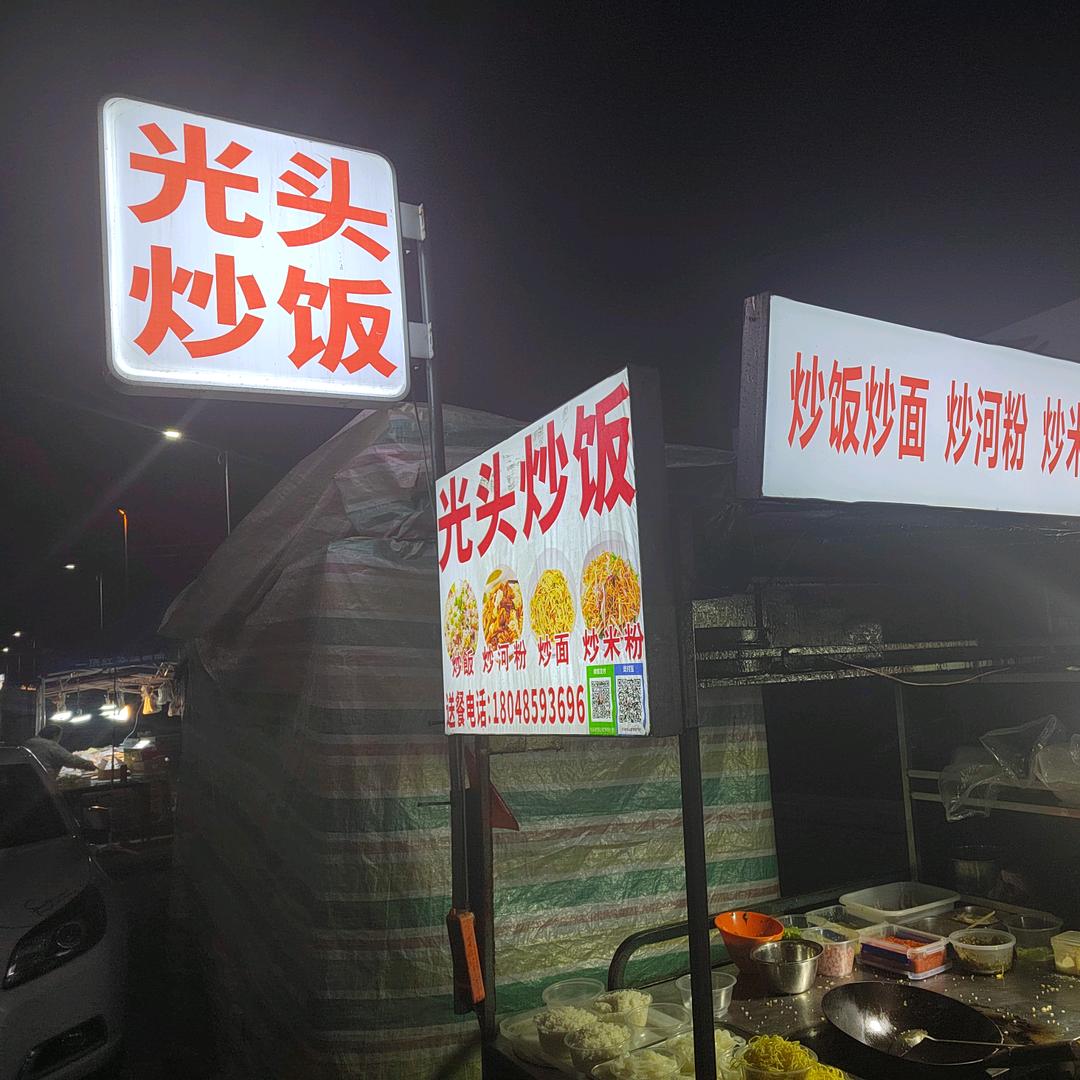 光头
炒饭
光头炒饭
炒饭 炒河粉 炒面 炒米粉
送餐电话:18048593696
炒饭炒面 炒河粉 炒米